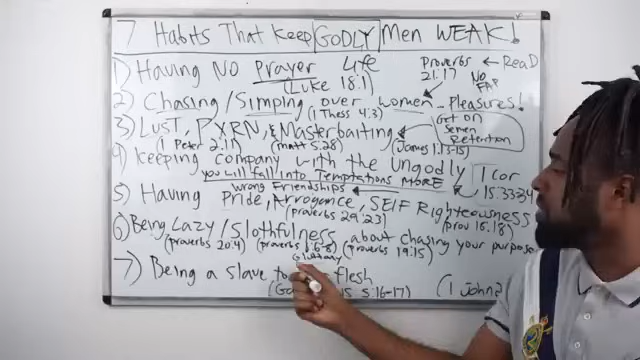 7 Habits That Keep GODLY Men WEAK!
1) Having NO Prayer Life
(Luke 18:1)
Proverbs 21:17 ← ReaD
NO FAP
2) Chasing/Simping over women - Pleasures!
(1 Thess 4:3)
3) LusT, PXRN, & Masterbaiting
(1 Peter 2:11) (matt 5:28) (James 1:13-15)
Get on Semen Retention
4) Keeping company with the Ungodly
you will fall into Temptations MORE
1 Cor 15:33-34
Wrong Friendships
5) Having Pride, Arrogance, SElF RighTeowsness
(proverbs 29:23) (prov 15:18)
6) Being Lazy/Slothfulness about chasing your purpose
(proverbs 20:4) (proverbs 6:6-8) (proverbs 19:15)
Gluttony
7) Being a Slave to flesh
5:16-17) (1 john 2